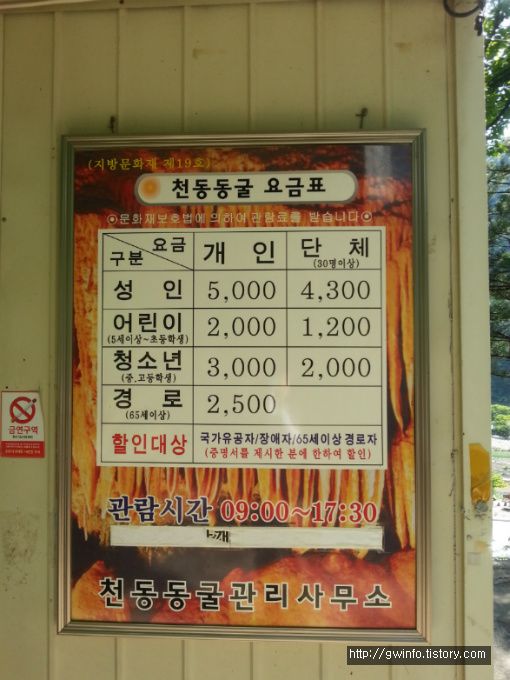 (지방문화재 제19호)
천동동굴 요금표
◎문화재보호법에 의하여 관람료를 받습니다◎
요금 구분 개인 단체 (30명이상)
성인 5,000 4,300
어린이 (5세이상~초등학생) 2,000 1,200
청소년 (중.고등학생) 3,000 2,000
경로 (65세이상) 2,500
할인대상 국가유공자/장애자/65세이상 경로자
(증명서를 제시한 분에 한하여 할인)
관람시간 09:00~17:30
천동동굴관리사무소
금연구역
http://gwinfo.tistory.com